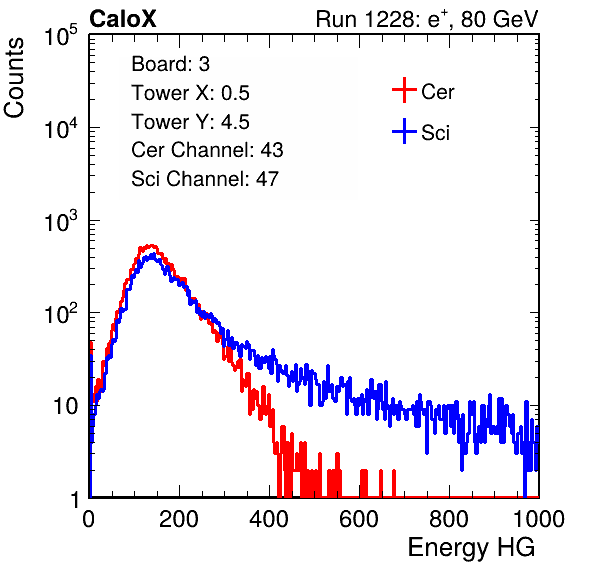 CaloX Run 1228: e⁺, 80 GeV
Counts
10⁵
10⁴
10³
10²
10
1
Board: 3
Tower X: 0.5
Tower Y: 4.5
Cer Channel: 43
Sci Channel: 47
Cer
Sci
0 200 400 600 800 1000
Energy HG